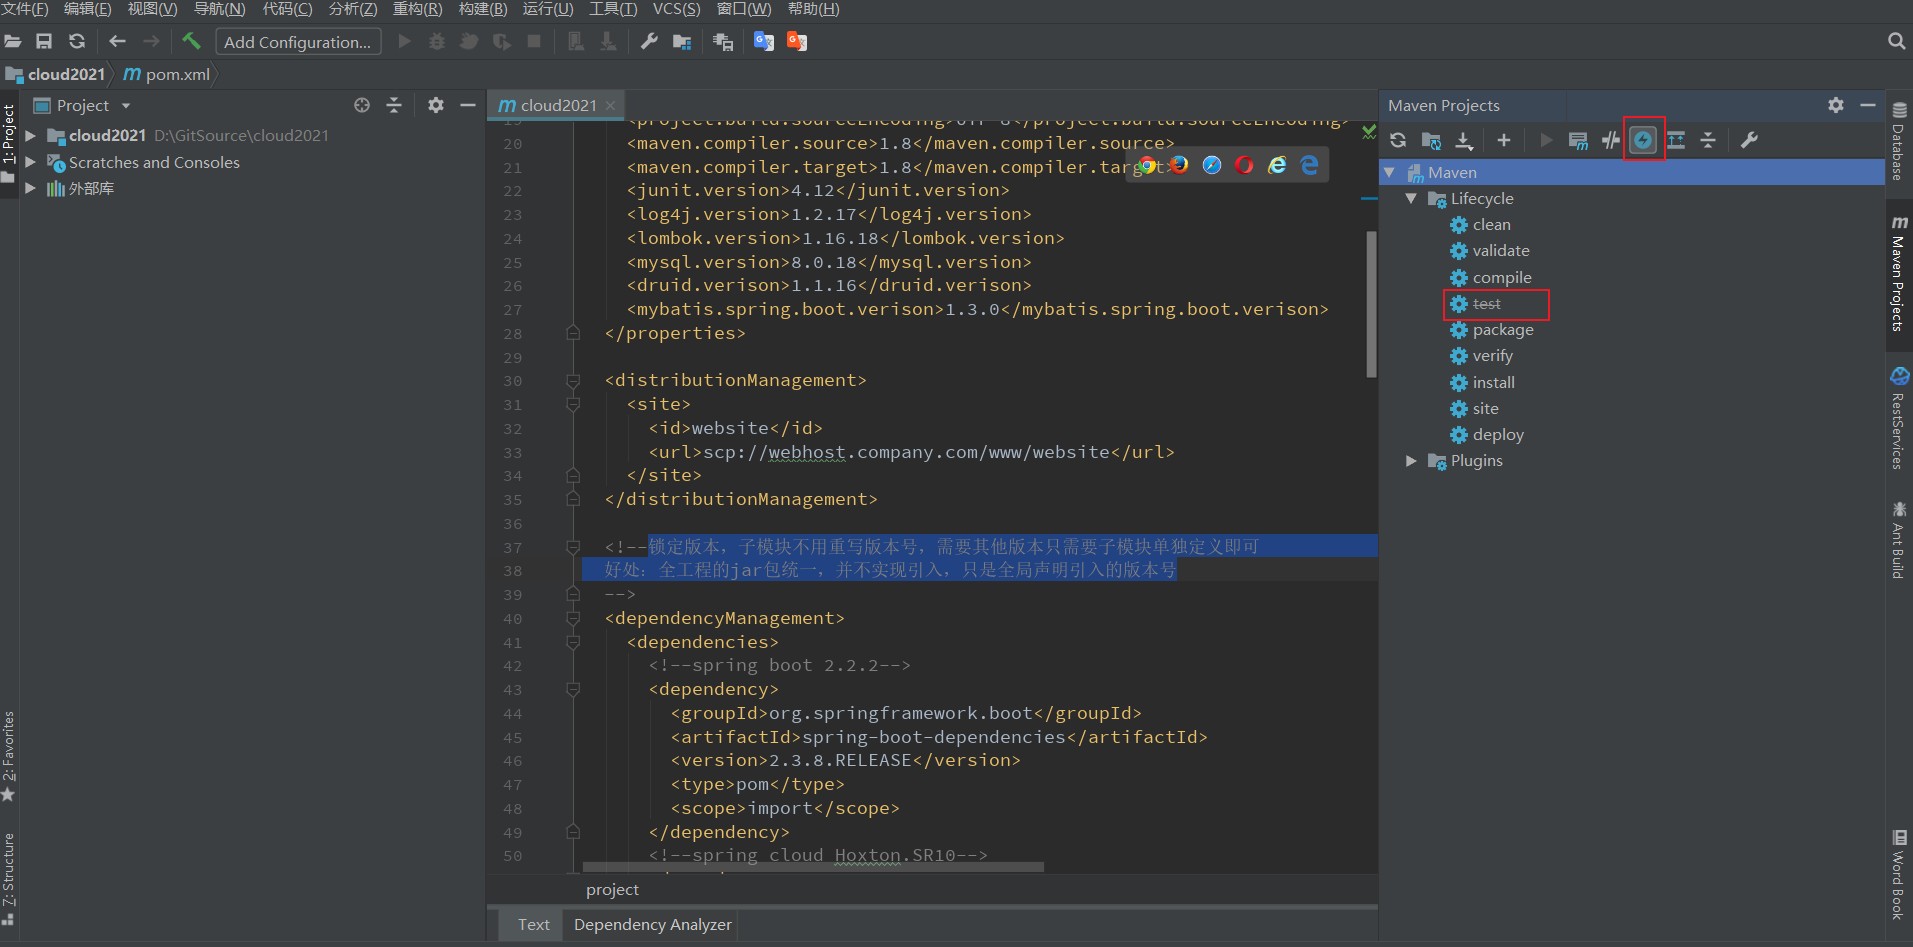 文件(F) 编辑(E) 视图(V) 导航(N) 代码(C) 分析(Z) 重构(R) 构建(B) 运行(U) 工具(T) VCS(S) 窗口(W) 帮助(H)
Add Configuration...
cloud2021 pom.xml
1: Project
2: Favorites
7: Structure
Project
cloud2021 D:\GitSource\cloud2021
Scratches and Consoles
外部库
cloud2021
19 <project.build.sourceEncoding>UTF-8</project.build.sourceEncoding>
20 <maven.compiler.source>1.8</maven.compiler.source>
21 <maven.compiler.target>1.8</maven.compiler.target>
22 <junit.version>4.12</junit.version>
23 <log4j.version>1.2.17</log4j.version>
24 <lombok.version>1.16.18</lombok.version>
25 <mysql.version>8.0.18</mysql.version>
26 <druid.verison>1.1.16</druid.verison>
27 <mybatis.spring.boot.verison>1.3.0</mybatis.spring.boot.verison>
28 </properties>
29
30 <distributionManagement>
31 <site>
32 <id>website</id>
33 <url>scp://webhost.company.com/www/website</url>
34 </site>
35 </distributionManagement>
36
37 <!--锁定版本，子模块不用重写版本号，需要其他版本只需要子模块单独定义即可
38 好处：全工程的jar包统一，并不实现引入，只是全局声明引入的版本号
39 -->
40 <dependencyManagement>
41 <dependencies>
42 <!--spring boot 2.2.2-->
43 <dependency>
44 <groupId>org.springframework.boot</groupId>
45 <artifactId>spring-boot-dependencies</artifactId>
46 <version>2.3.8.RELEASE</version>
47 <type>pom</type>
48 <scope>import</scope>
49 </dependency>
50 <!--spring cloud Hoxton.SR10-->
project
Text Dependency Analyzer
Maven Projects
Maven
Lifecycle
clean
validate
compile
test
package
verify
install
site
deploy
Plugins
Database
Maven Projects
RestServices
Ant Build
Word Book